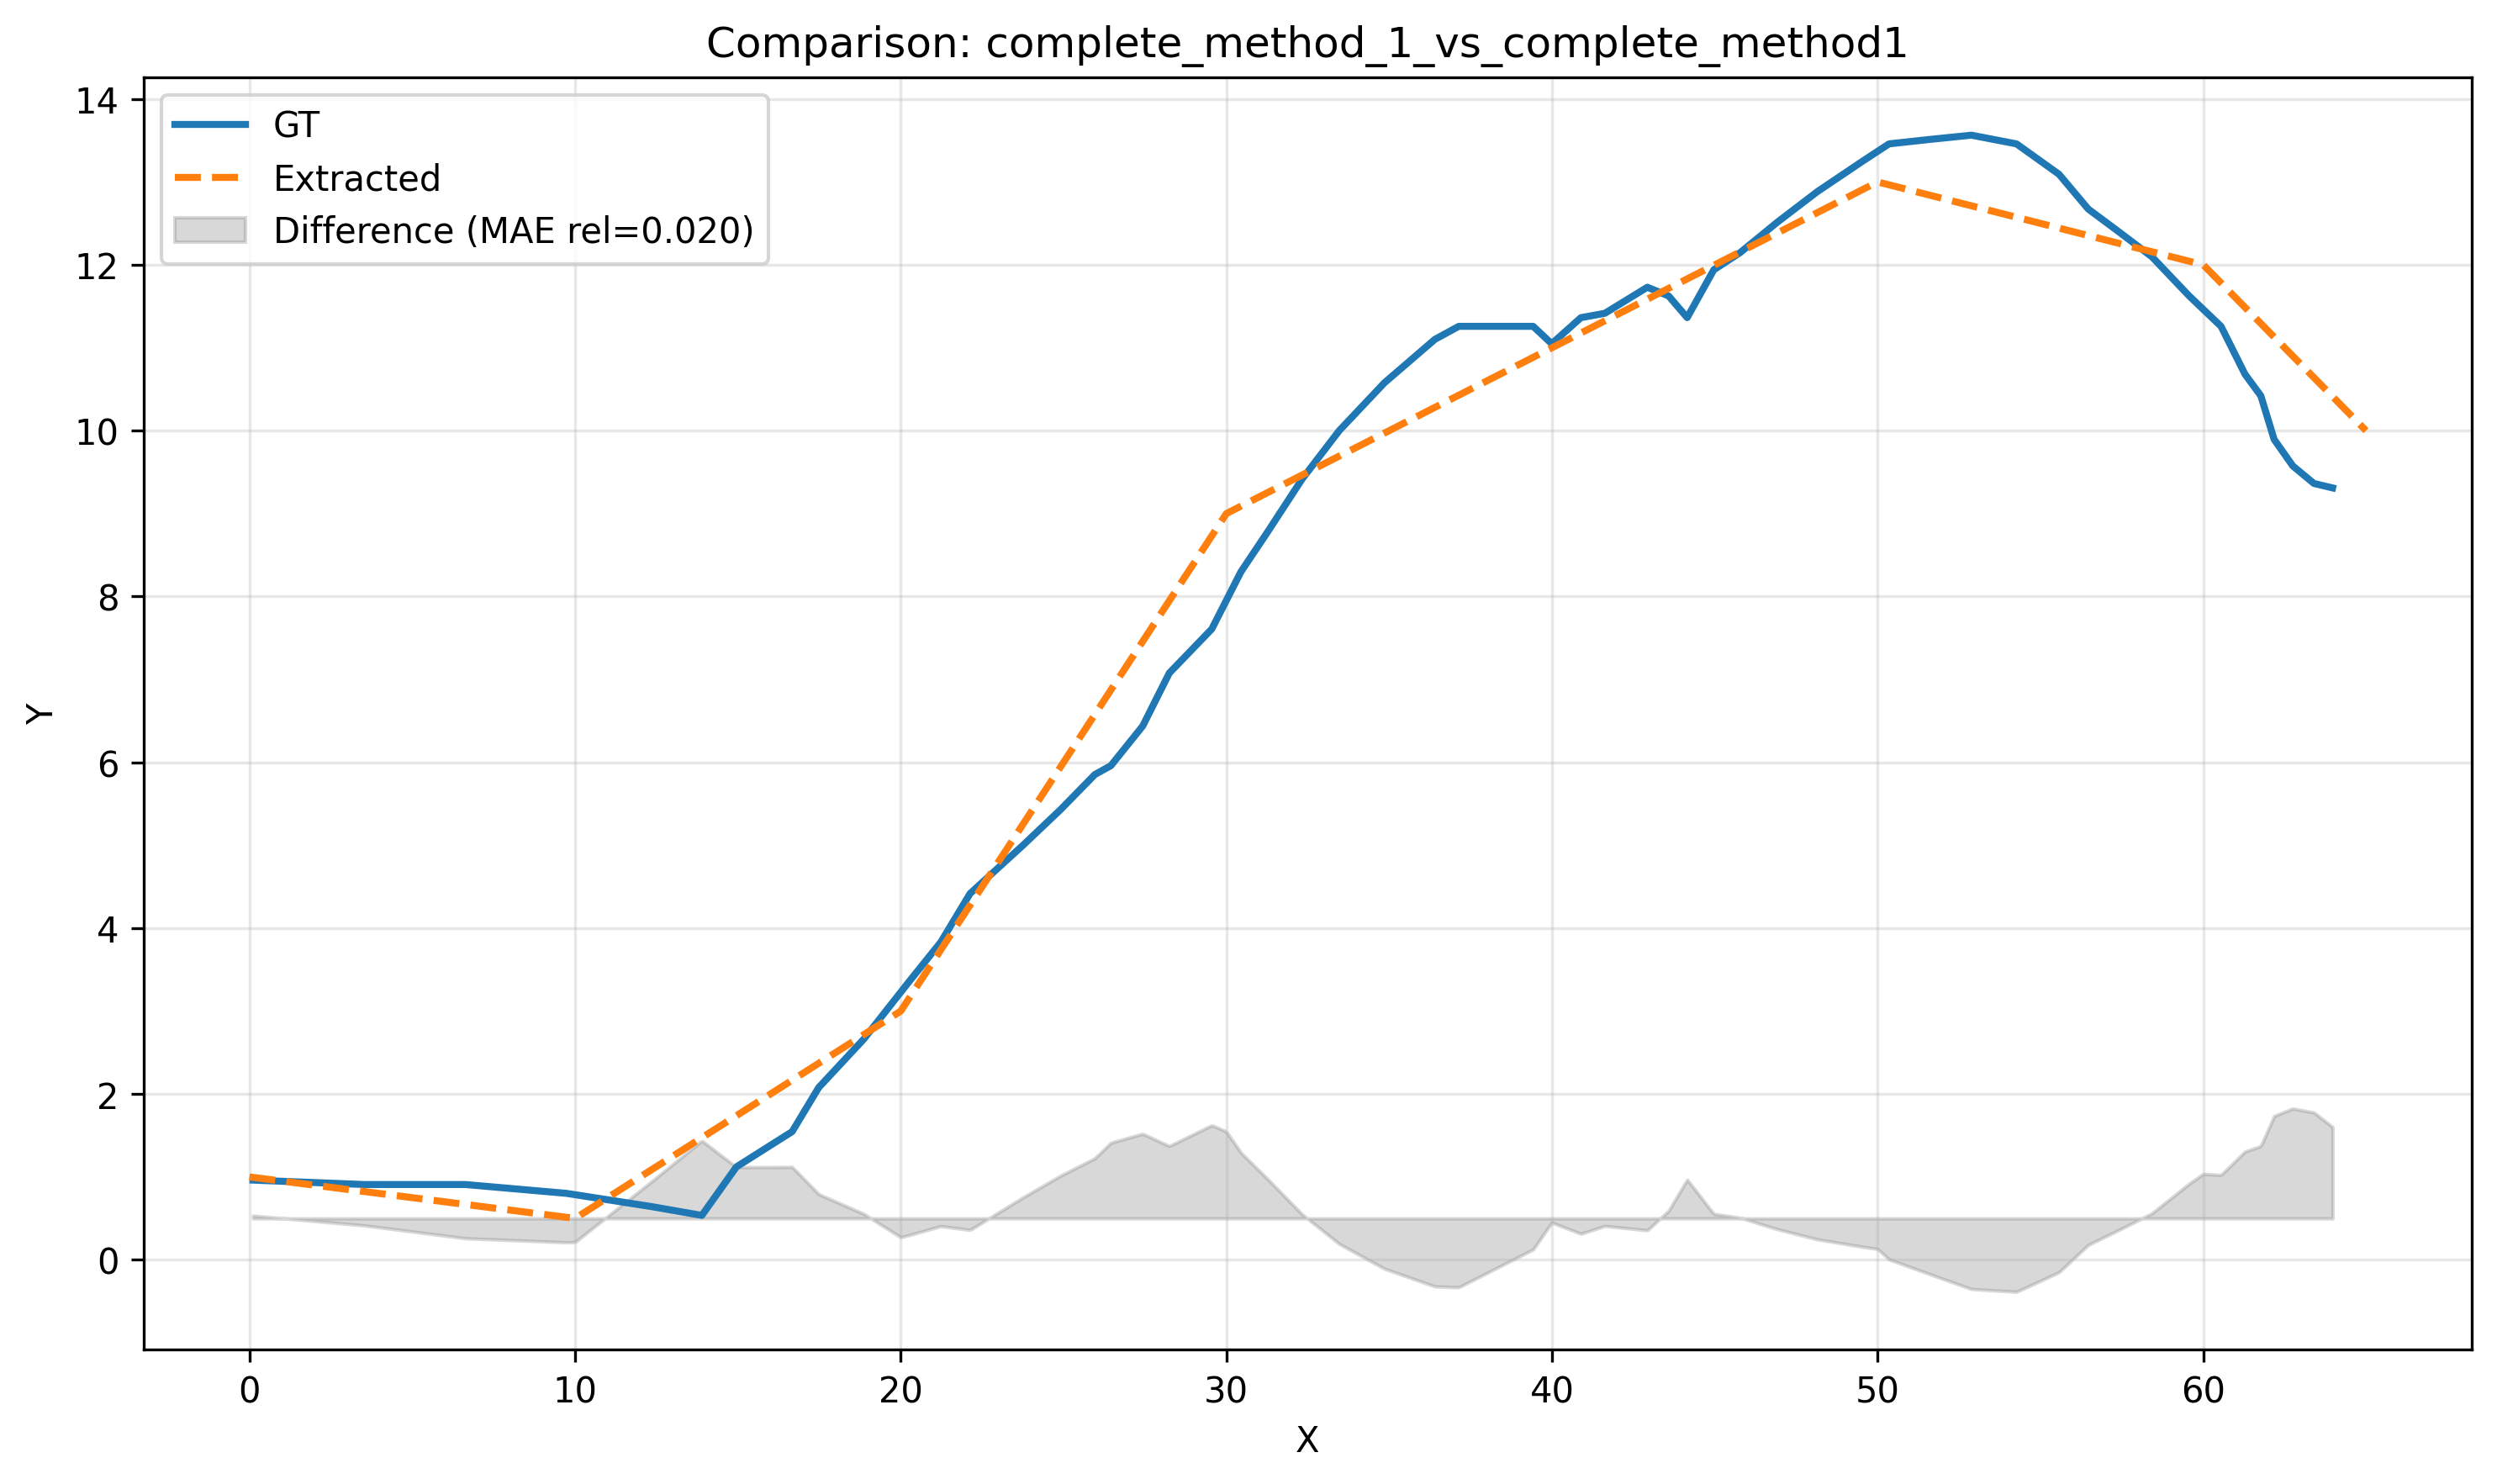 Comparison: complete_method_1_vs_complete_method1
GT
Extracted
Difference (MAE rel=0.020)
14
12
10
8
6
4
2
0
Y
0 10 20 30 40 50 60
X